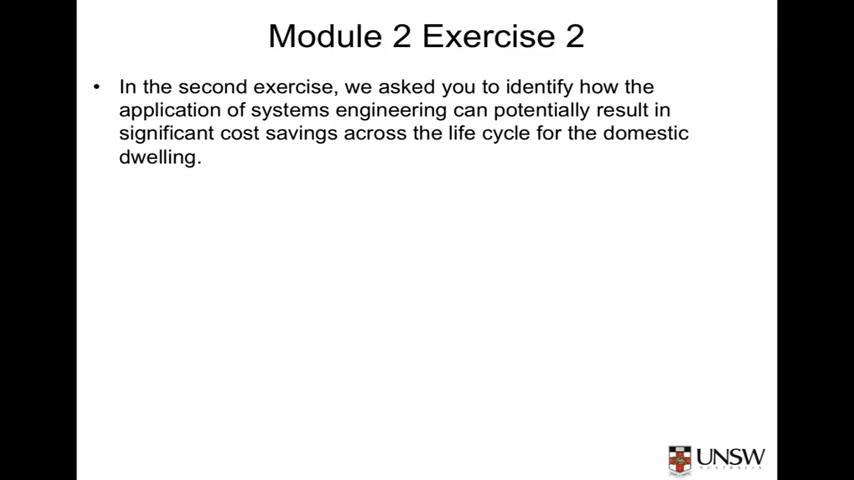 Module 2 Exercise 2
• In the second exercise, we asked you to identify how the
application of systems engineering can potentially result in
significant cost savings across the life cycle for the domestic
dwelling.
UNSW
AUSTRALIA